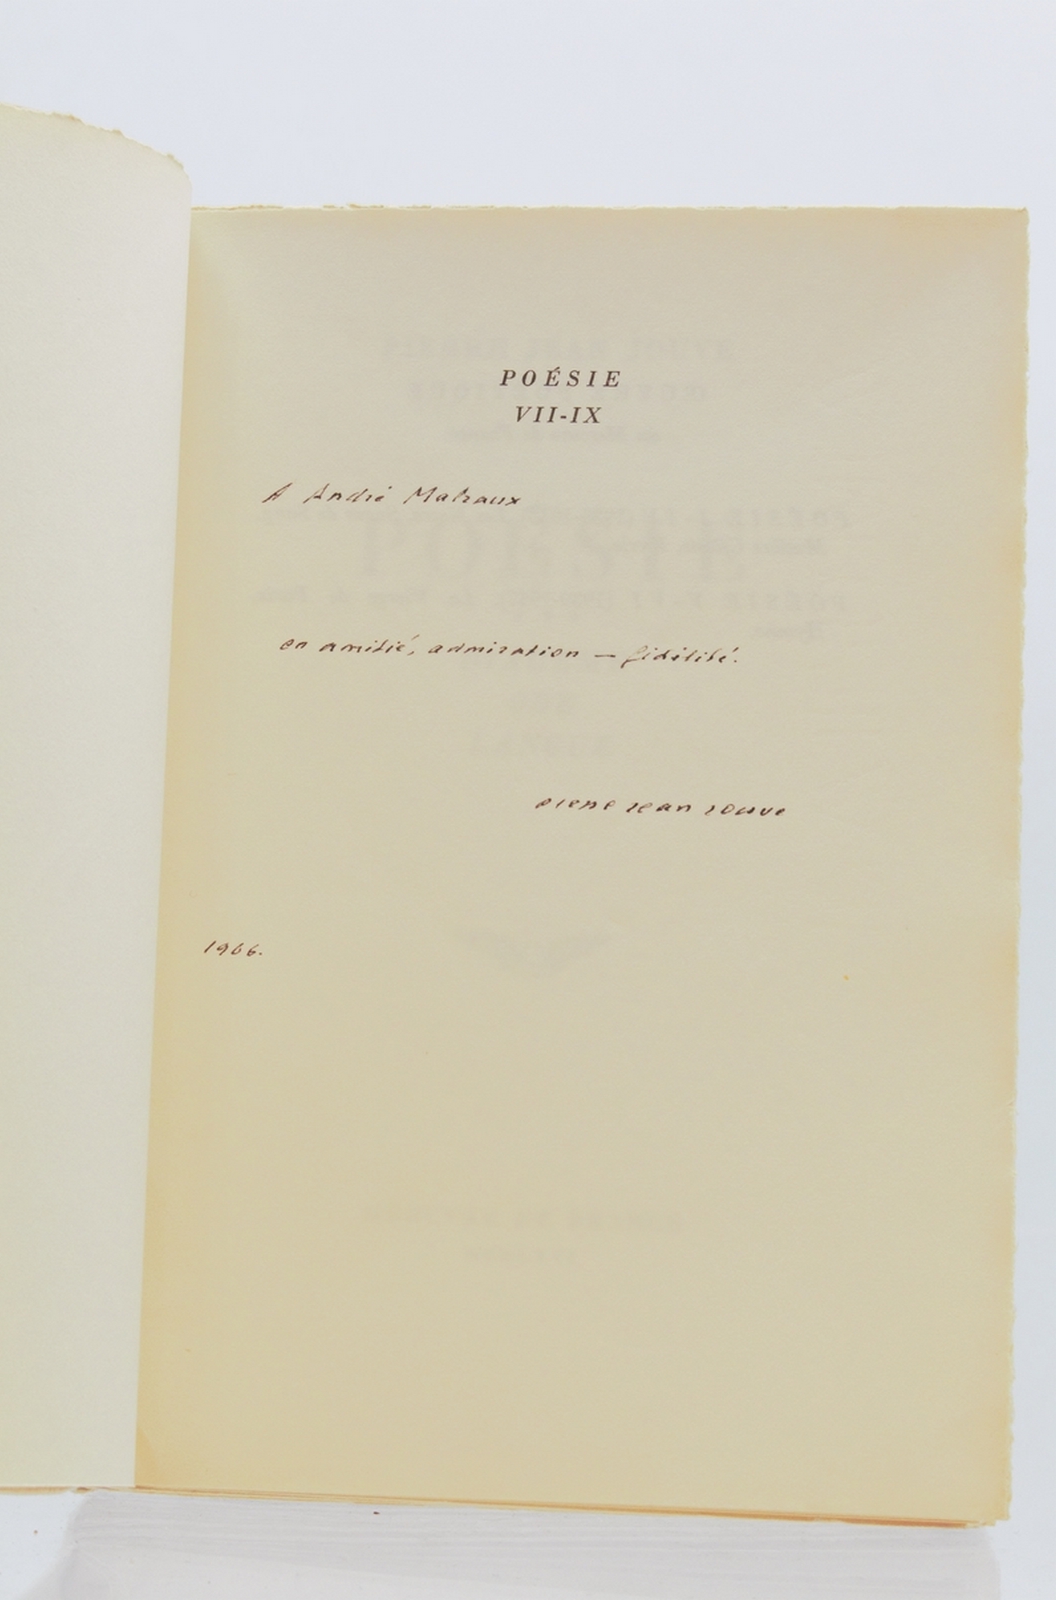 POÉSIE
VII-IX
A André Malraux
en amitié, admiration — fidélité.
Pierre Jean Jouve
1966.